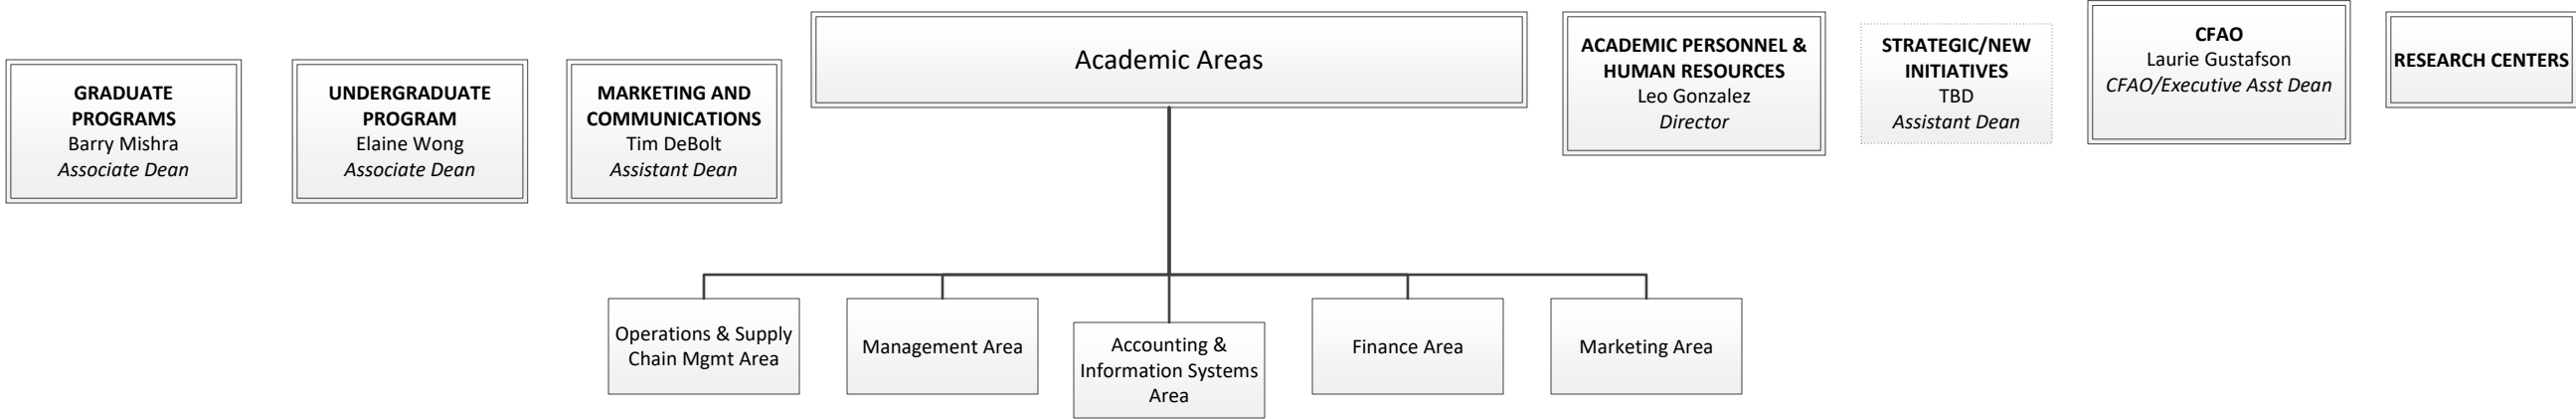 GRADUATE
PROGRAMS
Barry Mishra
Associate Dean
UNDERGRADUATE
PROGRAM
Elaine Wong
Associate Dean
MARKETING AND
COMMUNICATIONS
Tim DeBolt
Assistant Dean
Academic Areas
ACADEMIC PERSONNEL &
HUMAN RESOURCES
Leo Gonzalez
Director
STRATEGIC/NEW
INITIATIVES
TBD
Assistant Dean
CFAO
Laurie Gustafson
CFAO/Executive Asst Dean
RESEARCH CENTERS
Operations & Supply
Chain Mgmt Area
Management Area
Accounting &
Information Systems
Area
Finance Area
Marketing Area